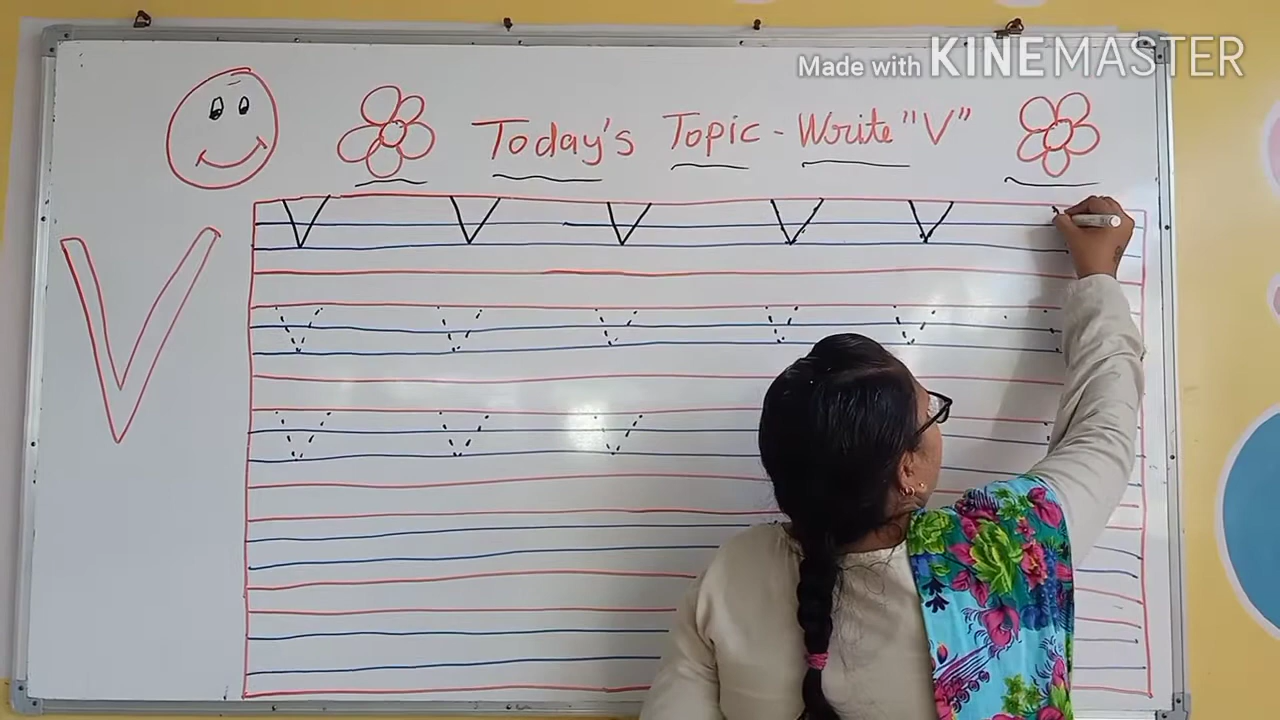 Made with KINEMASTER
Today's Topic - Write "V"
V V V V V
V
V V V V V
V V V